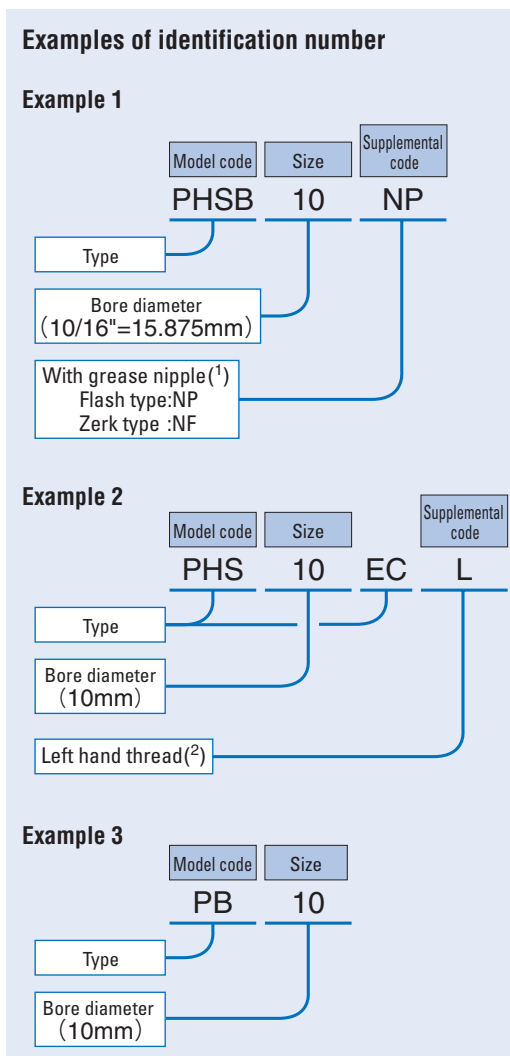 Examples of identification number
Example 1
Model code Size Supplemental code
PHSB 10 NP
Type
Bore diameter
（10/16"=15.875mm）
With grease nipple(¹)
Flash type:NP
Zerk type :NF
Example 2
Model code Size Supplemental code
PHS 10 EC L
Type
Bore diameter
（10mm）
Left hand thread(²)
Example 3
Model code Size
PB 10
Type
Bore diameter
（10mm）